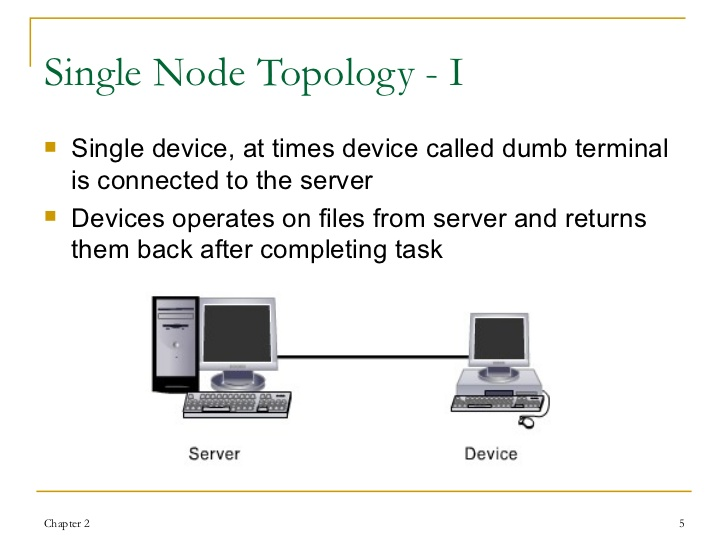 Single Node Topology - I
Single device, at times device called dumb terminal
is connected to the server
Devices operates on files from server and returns
them back after completing task
Server
Device
Chapter 2
5